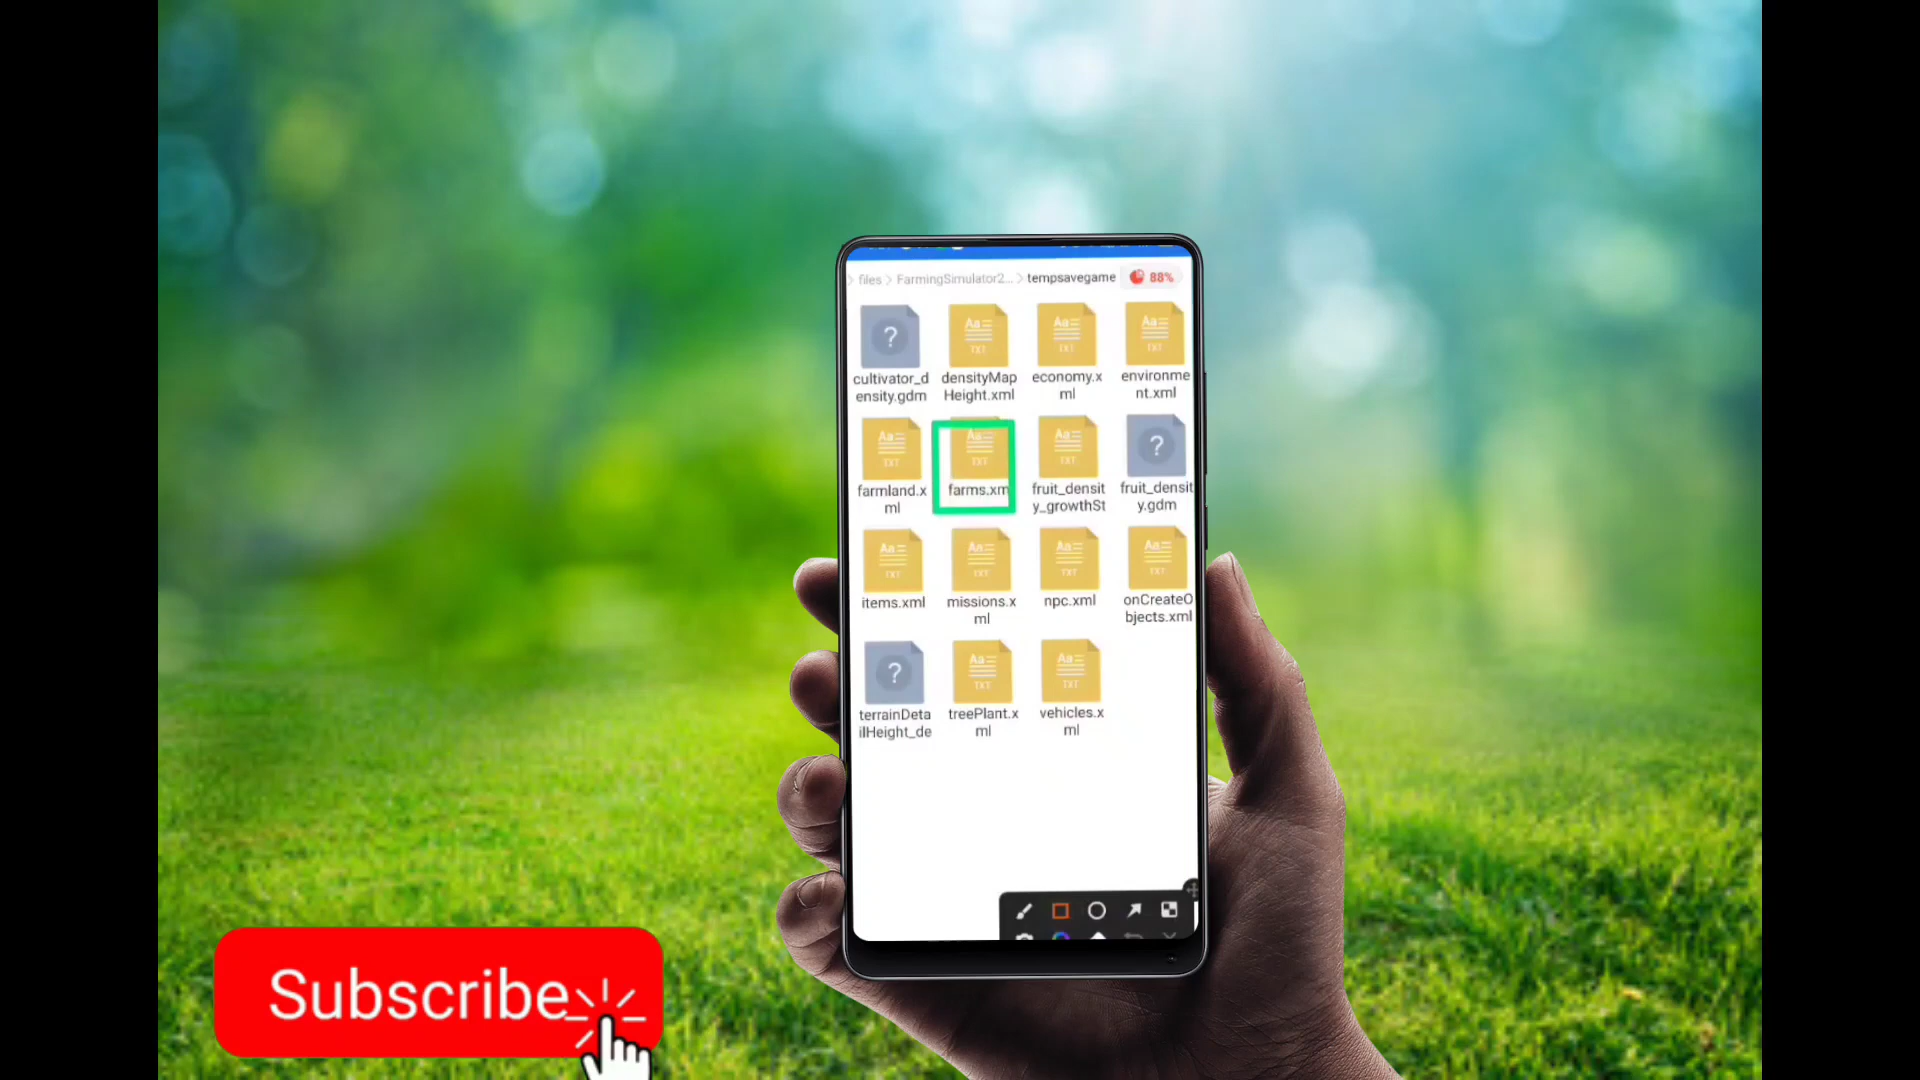 files > FarmingSimulator2... > tempsavegame 88%
cultivator_d
ensity.gdm
densityMap
Height.xml
economy.x
ml
environme
nt.xml
farmland.x
ml
farms.xm
fruit_densit
y_growthSt
fruit_densit
y.gdm
items.xml
missions.x
ml
npc.xml
onCreateO
bjects.xml
terrainDeta
ilHeight_de
treePlant.x
ml
vehicles.x
ml
Subscribe